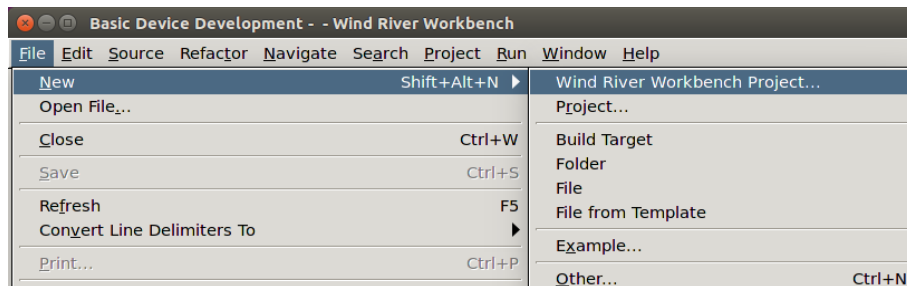 Basic Device Development - - Wind River Workbench
File Edit Source Refactor Navigate Search Project Run Window Help
New Shift+Alt+N
Open File...
Close Ctrl+W
Save Ctrl+S
Refresh F5
Convert Line Delimiters To
Print... Ctrl+P
Wind River Workbench Project...
Project...
Build Target
Folder
File
File from Template
Example...
Other... Ctrl+N